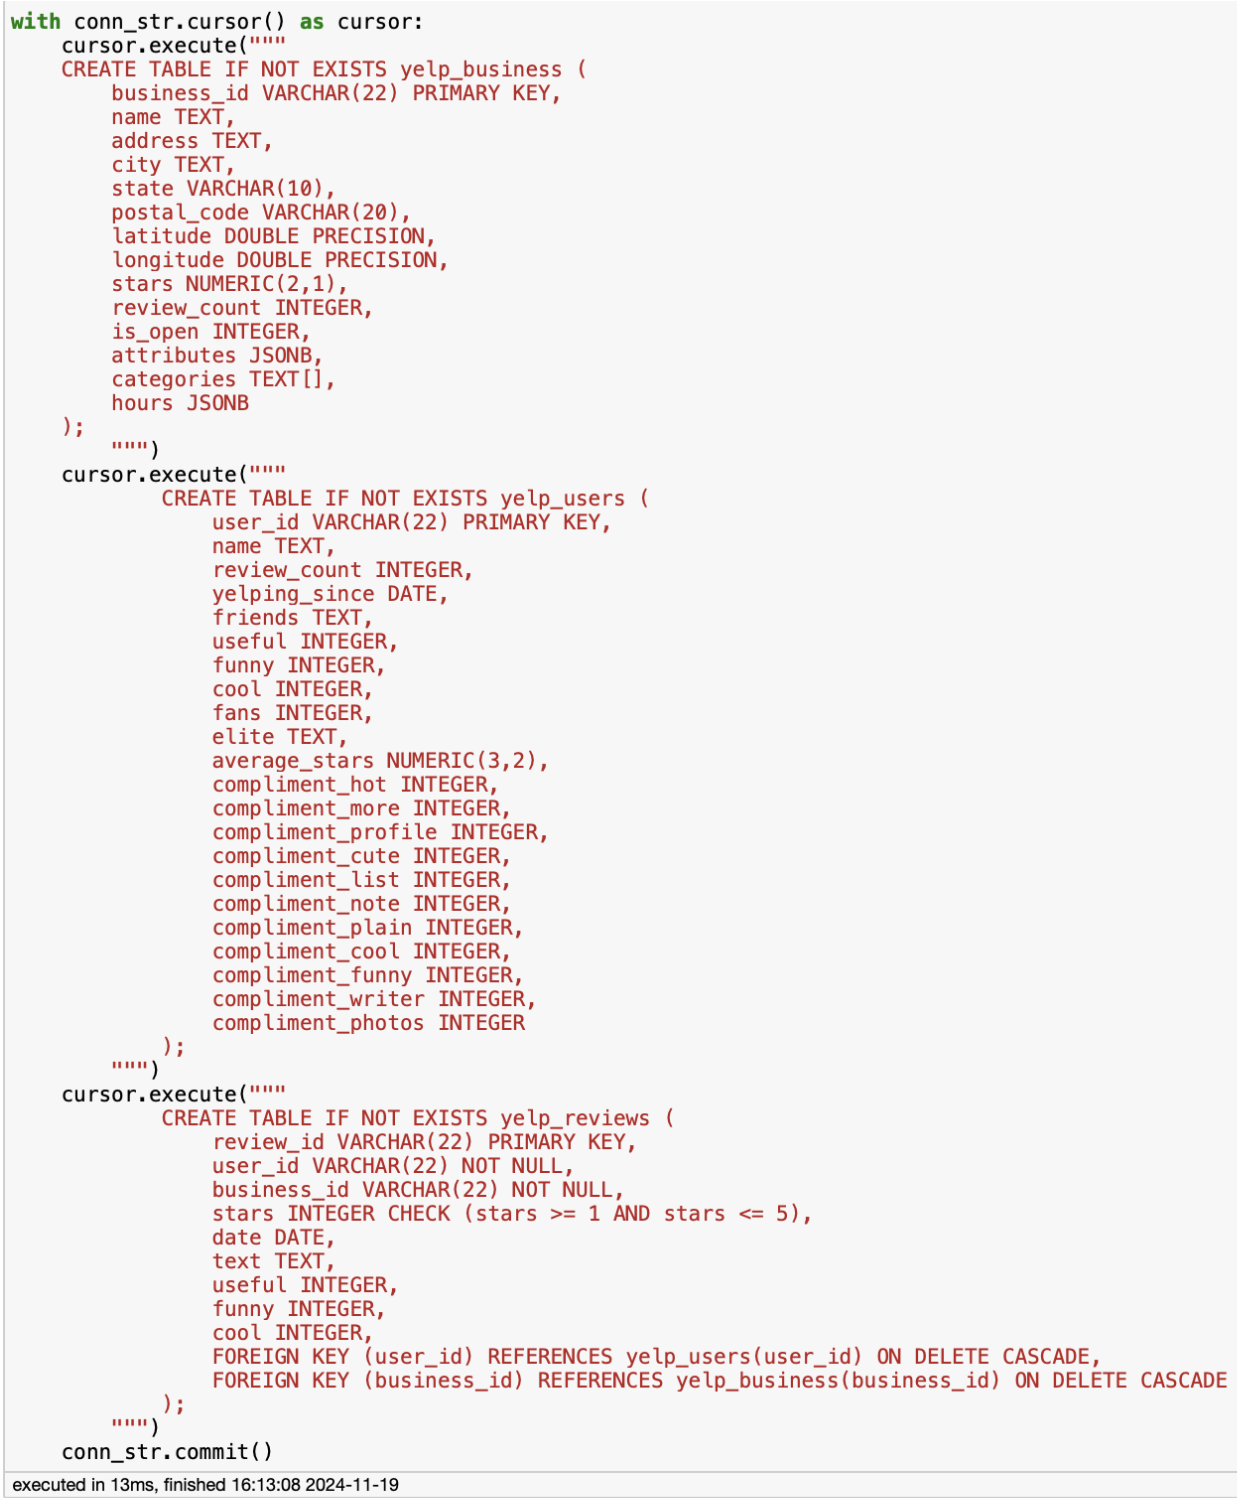 with conn_str.cursor() as cursor:
    cursor.execute("""
    CREATE TABLE IF NOT EXISTS yelp_business (
        business_id VARCHAR(22) PRIMARY KEY,
        name TEXT,
        address TEXT,
        city TEXT,
        state VARCHAR(10),
        postal_code VARCHAR(20),
        latitude DOUBLE PRECISION,
        longitude DOUBLE PRECISION,
        stars NUMERIC(2,1),
        review_count INTEGER,
        is_open INTEGER,
        attributes JSONB,
        categories TEXT[],
        hours JSONB
    );
        """)
    cursor.execute("""
            CREATE TABLE IF NOT EXISTS yelp_users (
                user_id VARCHAR(22) PRIMARY KEY,
                name TEXT,
                review_count INTEGER,
                yelping_since DATE,
                friends TEXT,
                useful INTEGER,
                funny INTEGER,
                cool INTEGER,
                fans INTEGER,
                elite TEXT,
                average_stars NUMERIC(3,2),
                compliment_hot INTEGER,
                compliment_more INTEGER,
                compliment_profile INTEGER,
                compliment_cute INTEGER,
                compliment_list INTEGER,
                compliment_note INTEGER,
                compliment_plain INTEGER,
                compliment_cool INTEGER,
                compliment_funny INTEGER,
                compliment_writer INTEGER,
                compliment_photos INTEGER
            );
        """)
    cursor.execute("""
            CREATE TABLE IF NOT EXISTS yelp_reviews (
                review_id VARCHAR(22) PRIMARY KEY,
                user_id VARCHAR(22) NOT NULL,
                business_id VARCHAR(22) NOT NULL,
                stars INTEGER CHECK (stars >= 1 AND stars <= 5),
                date DATE,
                text TEXT,
                useful INTEGER,
                funny INTEGER,
                cool INTEGER,
                FOREIGN KEY (user_id) REFERENCES yelp_users(user_id) ON DELETE CASCADE,
                FOREIGN KEY (business_id) REFERENCES yelp_business(business_id) ON DELETE CASCADE
            );
        """)
    conn_str.commit()
executed in 13ms, finished 16:13:08 2024-11-19